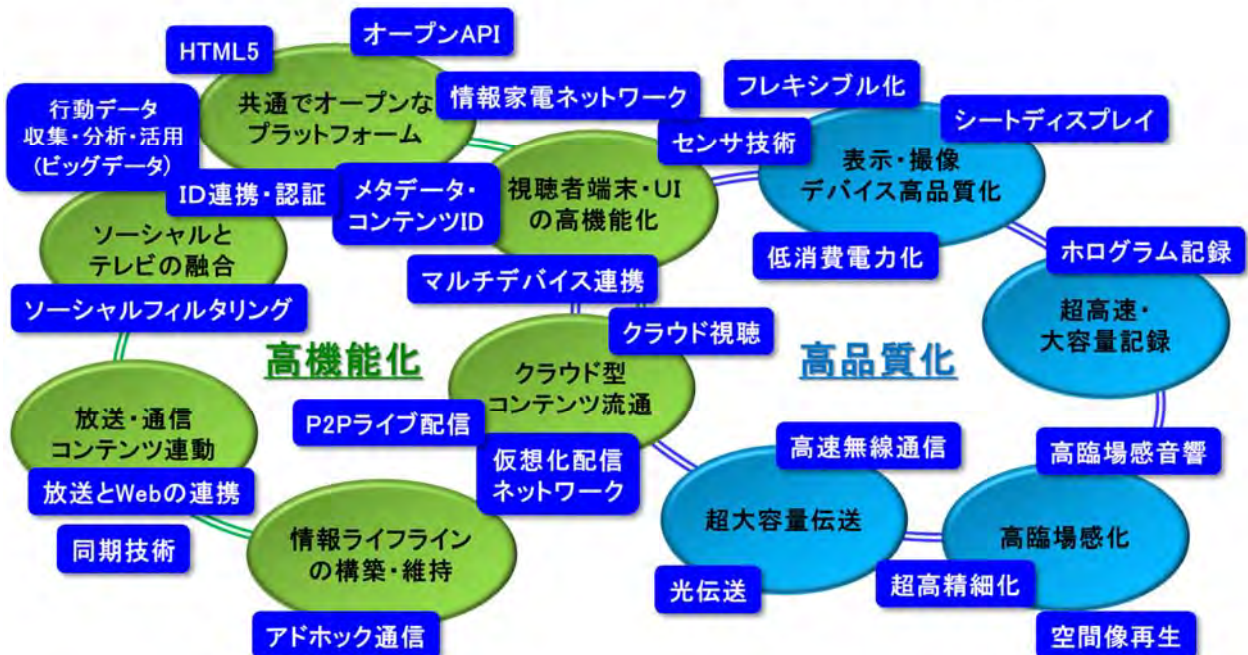 オープンAPI
HTML5
共通でオープンな
プラットフォーム
情報家電ネットワーク
フレキシブル化
シートディスプレイ
行動データ
収集・分析・活用
(ビッグデータ)
センサ技術
表示・撮像
デバイス高品質化
ID連携・認証
メタデータ・
コンテンツID
視聴者端末・UI
の高機能化
ソーシャルと
テレビの融合
低消費電力化
ホログラム記録
マルチデバイス連携
ソーシャルフィルタリング
クラウド視聴
超高速・
大容量記録
高機能化
高品質化
クラウド型
コンテンツ流通
放送・通信
コンテンツ連動
P2Pライブ配信
高速無線通信
高臨場感音響
仮想化配信
ネットワーク
放送とWebの連携
超大容量伝送
高臨場感化
同期技術
情報ライフライン
の構築・維持
光伝送
超高精細化
アドホック通信
空間像再生